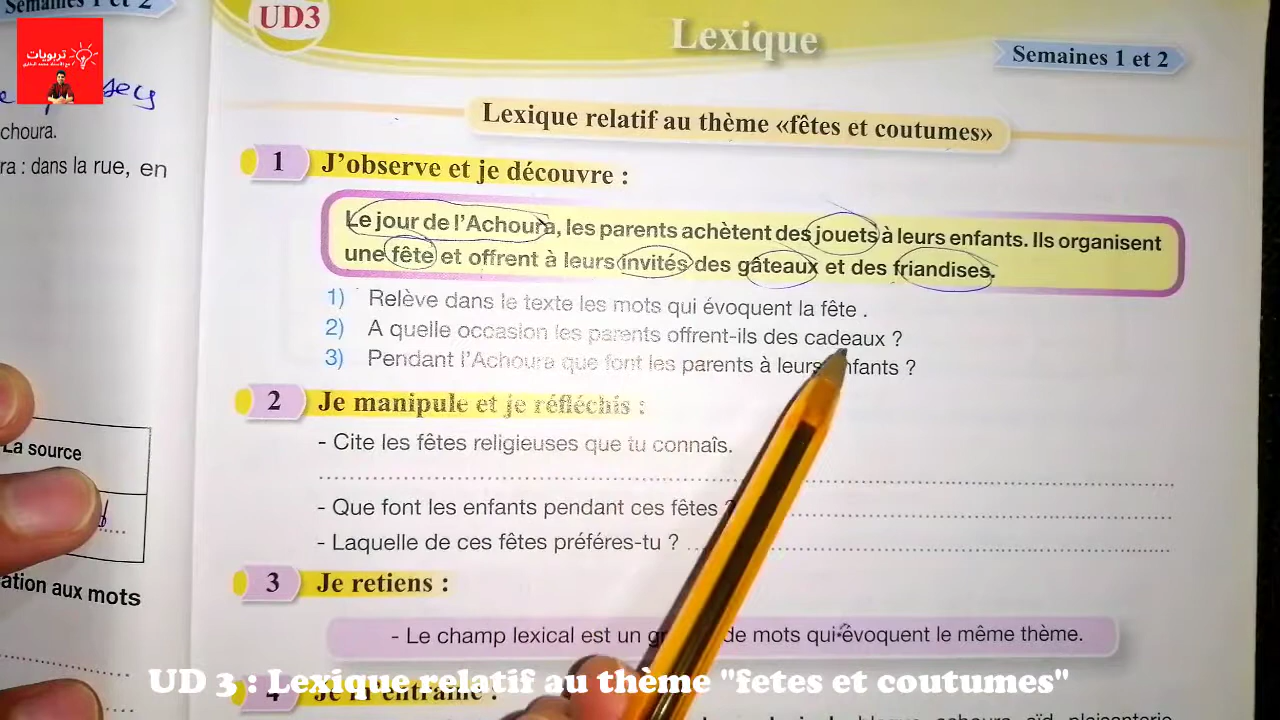 Semaines 1 et 2
تربويات
choura.
ra : dans la rue, en
La source
ation aux mots
UD3
Lexique
Semaines 1 et 2
Lexique relatif au thème «fêtes et coutumes»
1 J'observe et je découvre :
Le jour de l'Achoura, les parents achètent des jouets à leurs enfants. Ils organisent
une fête et offrent à leurs invités des gâteaux et des friandises.
1) Relève dans le texte les mots qui évoquent la fête .
2) A quelle occasion les parents offrent-ils des cadeaux ?
3) Pendant l'Achoura que font les parents à leurs enfants ?
2 Je manipule et je réfléchis :
- Cite les fêtes religieuses que tu connaîs.
- Que font les enfants pendant ces fêtes ?
- Laquelle de ces fêtes préféres-tu ?
3 Je retiens :
- Le champ lexical est un de mots qui évoquent le même thème.
4 Je m'entraîne :
UD 3 : Lexique relatif au thème "fetes et coutumes"